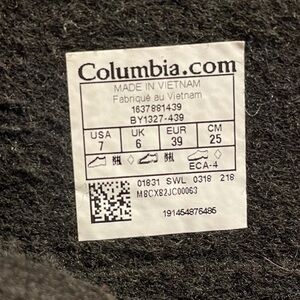 Columbia.com
MADE IN VIETNAM
Fabriqué au Vietnam
1637881439
BY1327-439
USA UK EUR CM
7 6 39 25
ECA-4
01831 SWL 0318 218
M8CX82JC00063
191454876486